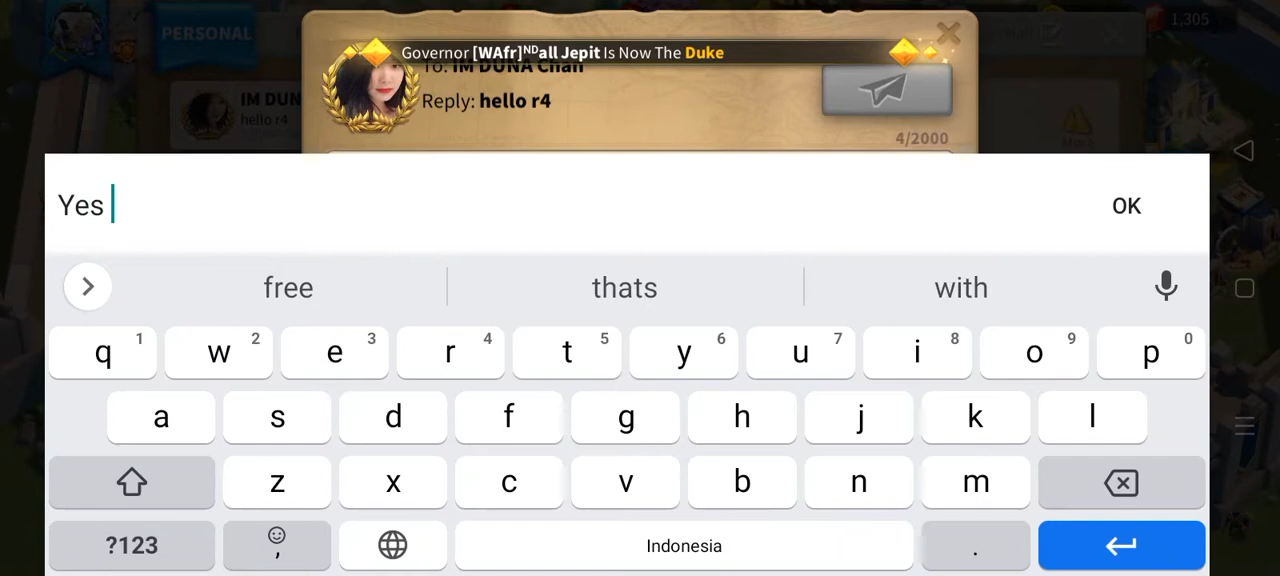 1,305
PERSONAL
Governor [WAfr]ᴺᴰall Jepit Is Now The Duke
To: IM DUNA Chan
IM DUN
hello r4
Reply: hello r4
4/2000
Yes
OK
free thats with
q 1 w 2 e 3 r 4 t 5 y 6 u 7 i 8 o 9 p 0
a s d f g h j k l
z x c v b n m
?123 , Indonesia .